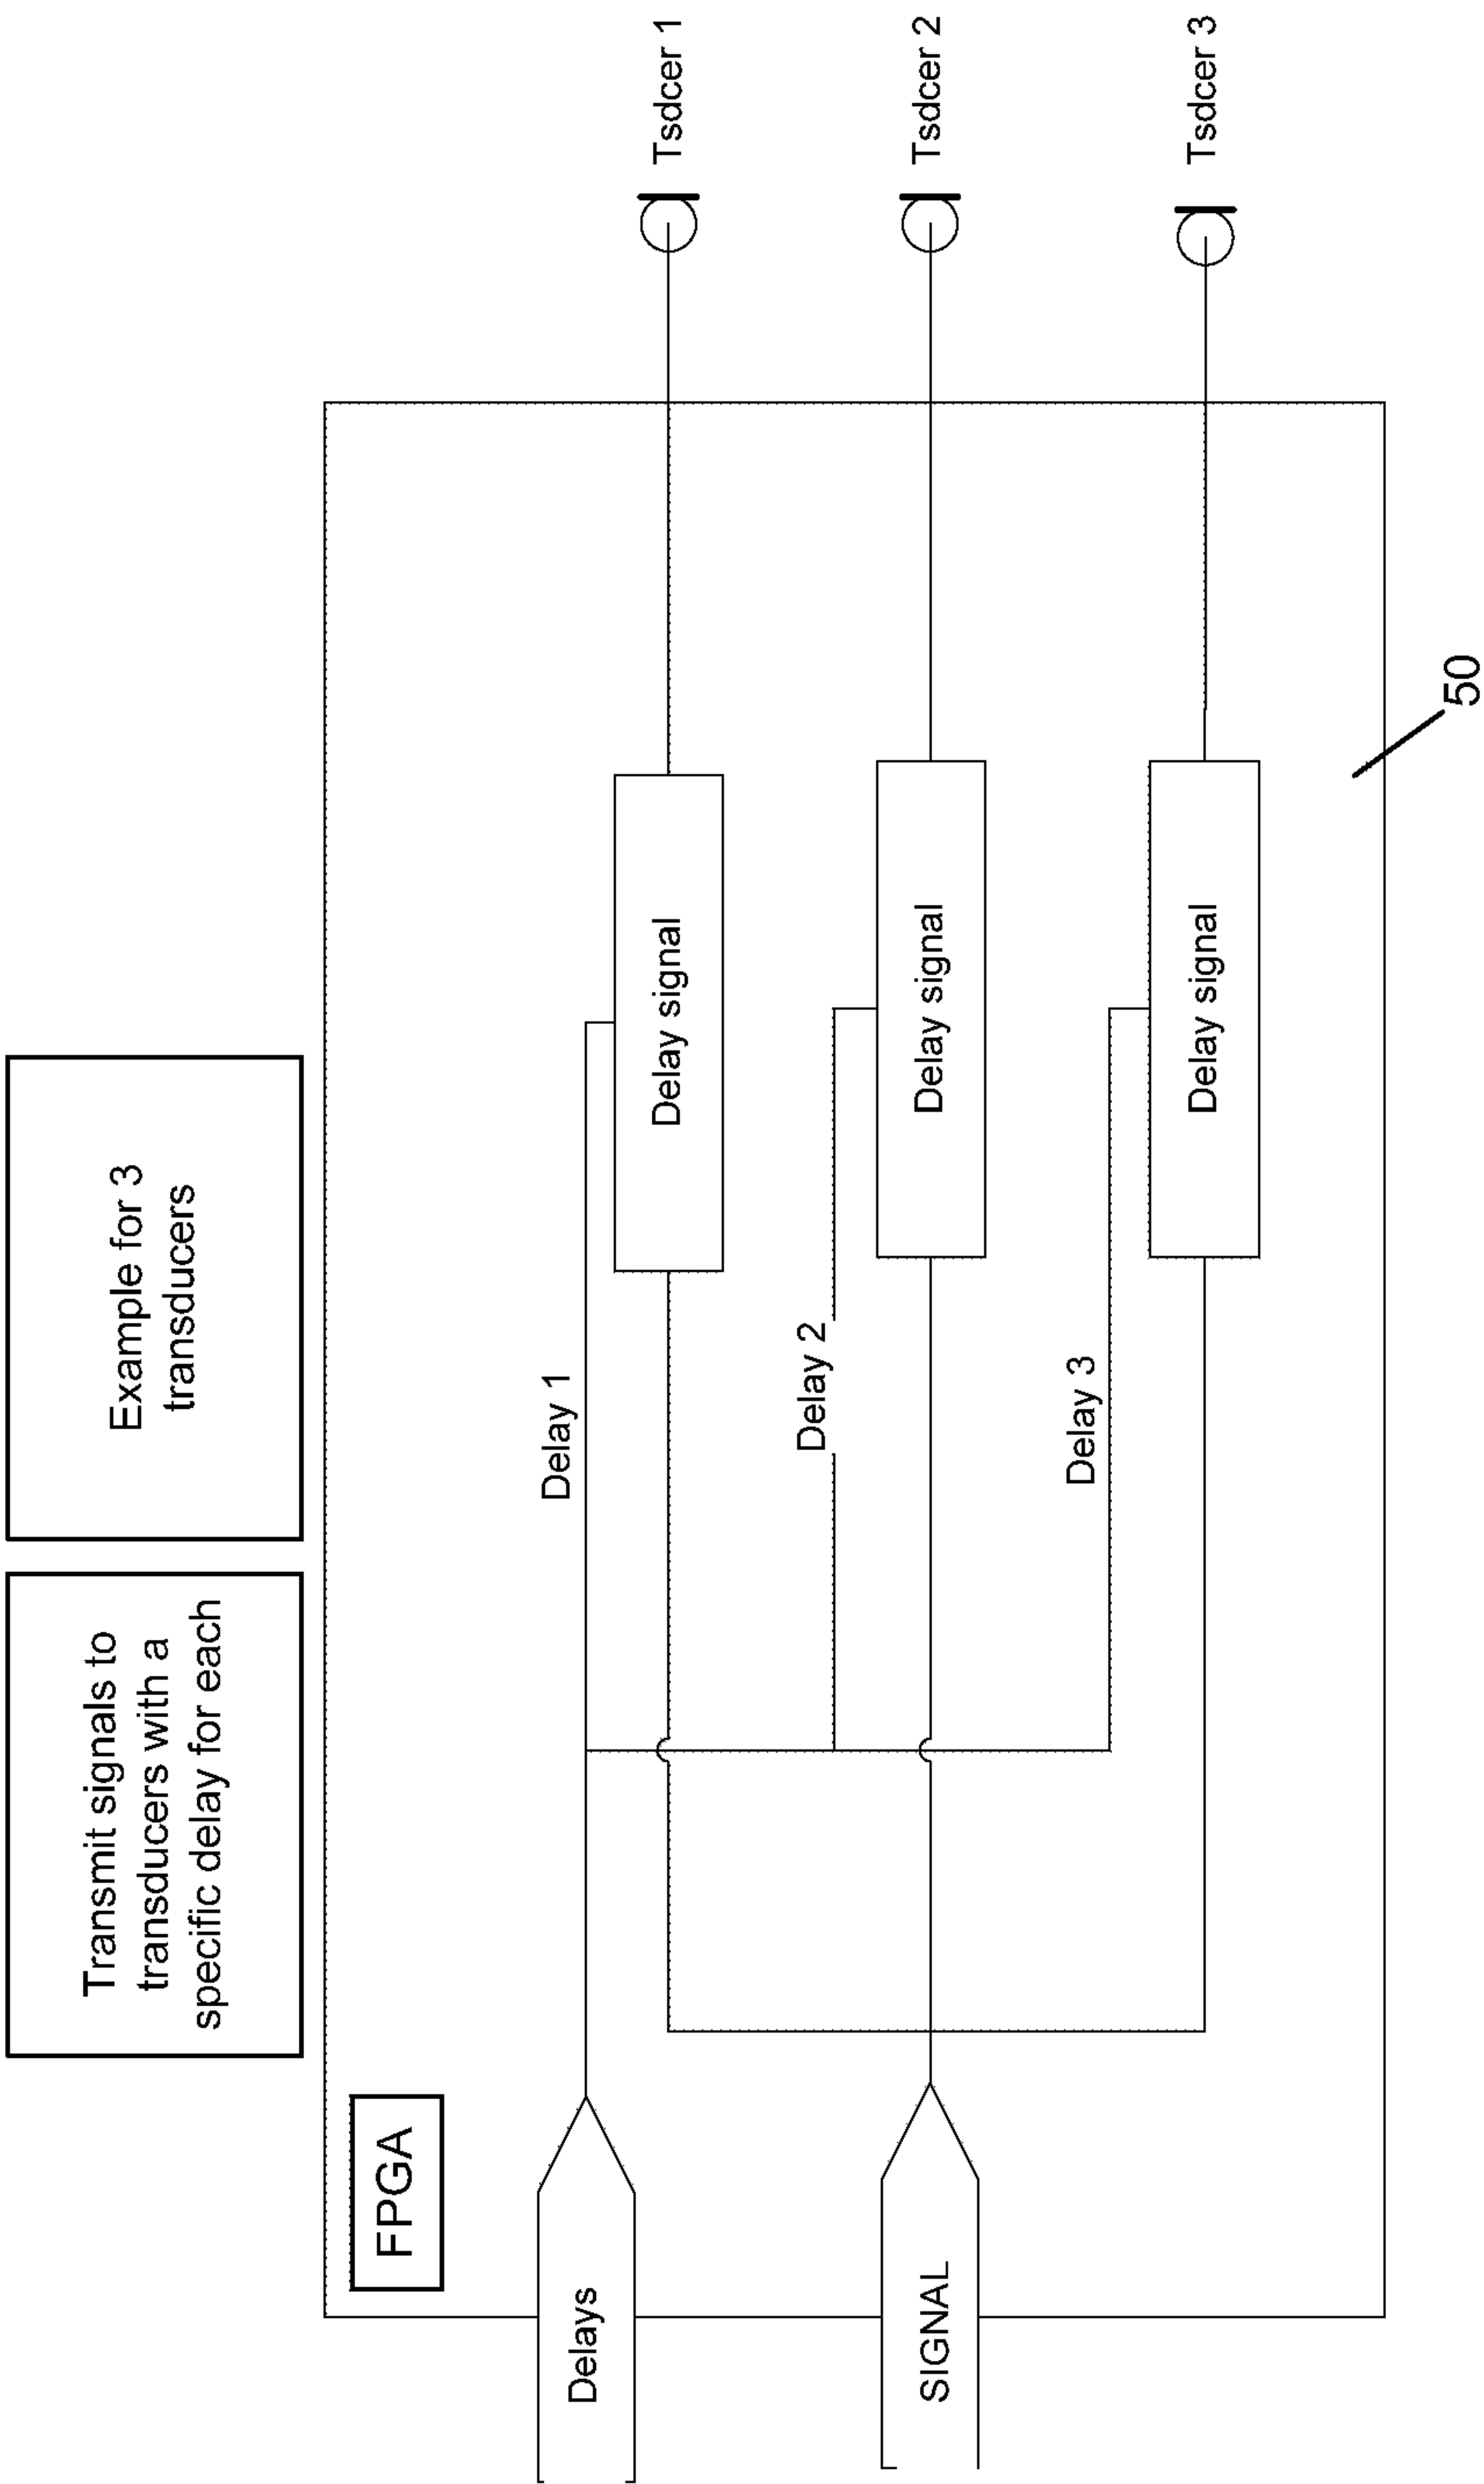 Transmit signals to
transducers with a
specific delay for each
Example for 3
transducers
FPGA
Delays
Delay 1
Delay signal
Tsdcer 1
Delay 2
SIGNAL
Delay signal
Tsdcer 2
Delay 3
Delay signal
Tsdcer 3
50